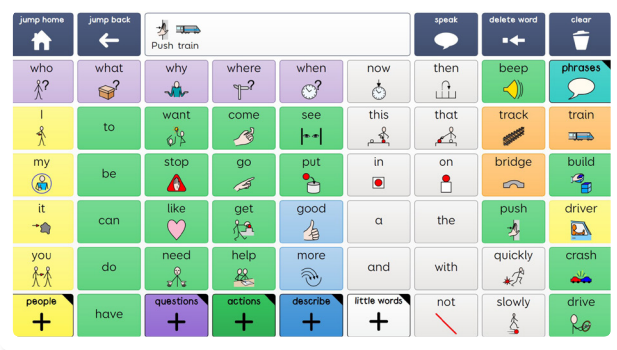 jump home jump back speak delete word clear
Push train
who what why where when now then beep phrases
I to want come see this that track train
my be stop go put in on bridge build
it can like get good a the push driver
you do need help more and with quickly crash
people have questions actions describe little words not slowly drive